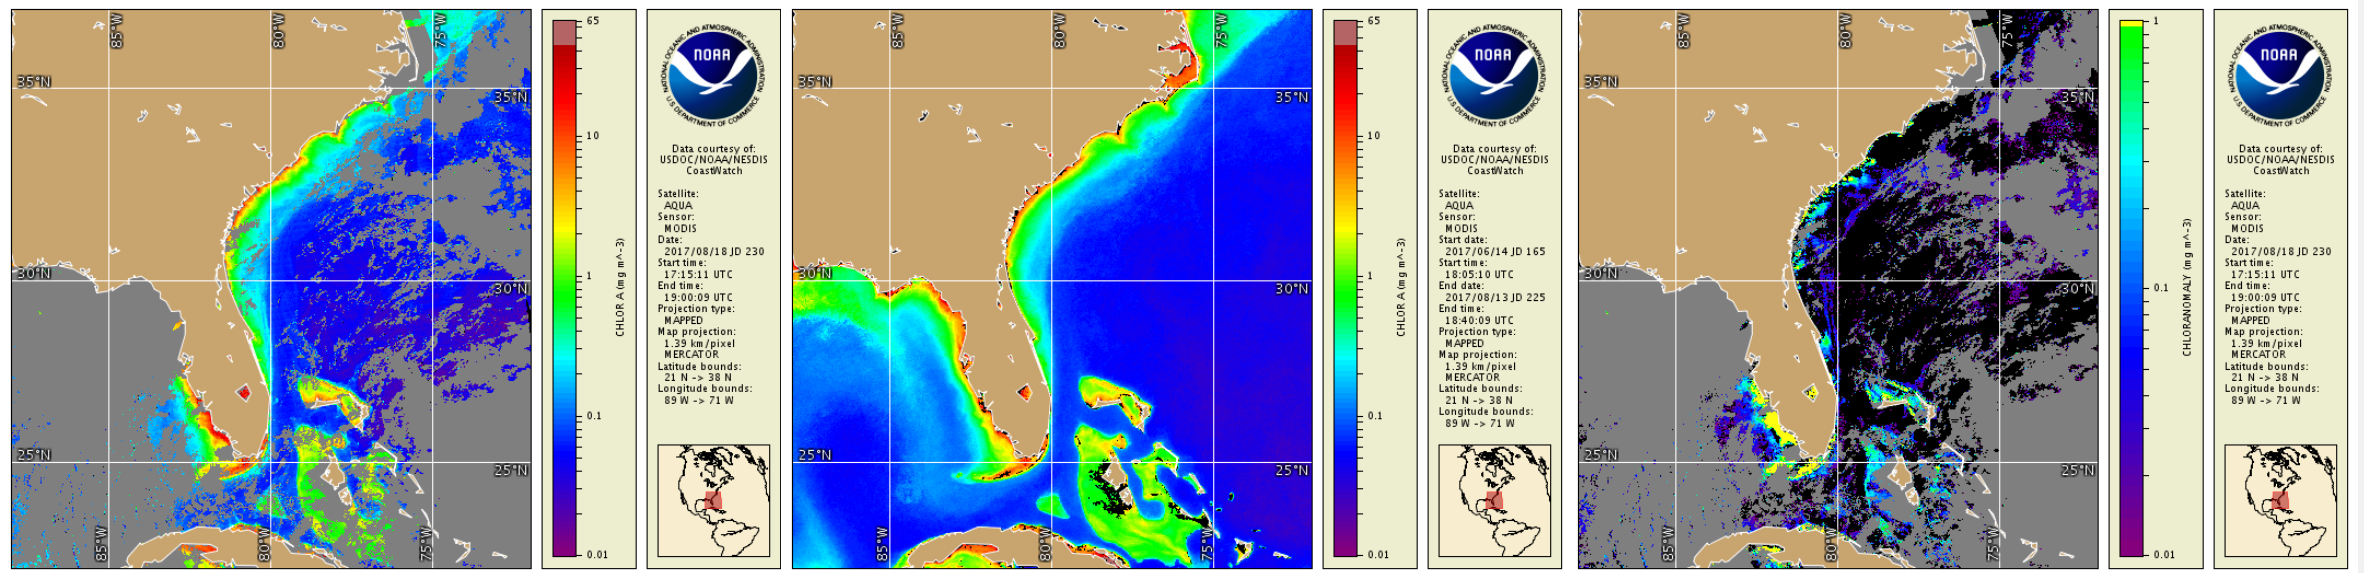 85°W
80°W
75°W
35°N
35°N
30°N
30°N
25°N
25°N
85°W
80°W
75°W
65
10
1
0.1
0.01
CHLOR A (mg m^-3)
NATIONAL OCEANIC AND ATMOSPHERIC ADMINISTRATION
NOAA
U.S. DEPARTMENT OF COMMERCE
Data courtesy of:
USDOC/NOAA/NESDIS
CoastWatch
Satellite:
AQUA
Sensor:
MODIS
Date:
2017/08/18 JD 230
Start time:
17:15:11 UTC
End time:
19:00:09 UTC
Projection type:
MAPPED
Map projection:
1.39 km/pixel
MERCATOR
Latitude bounds:
21 N -> 38 N
Longitude bounds:
89 W -> 71 W
80°W
75°W
35°N
35°N
30°N
30°N
25°N
25°N
85°W
80°W
75°W
65
10
1
0.1
0.01
CHLOR A (mg m^-3)
NATIONAL OCEANIC AND ATMOSPHERIC ADMINISTRATION
NOAA
U.S. DEPARTMENT OF COMMERCE
Data courtesy of:
USDOC/NOAA/NESDIS
CoastWatch
Satellite:
AQUA
Sensor:
MODIS
Start date:
2017/06/14 JD 165
Start time:
18:05:10 UTC
End date:
2017/08/13 JD 225
End time:
18:40:09 UTC
Projection type:
MAPPED
Map projection:
1.39 km/pixel
MERCATOR
Latitude bounds:
21 N -> 38 N
Longitude bounds:
89 W -> 71 W
85°W
80°W
75°W
35°N
35°N
30°N
30°N
25°N
25°N
85°W
80°W
75°W
1
0.1
0.01
CHLORANOMALY (mg m^-3)
NATIONAL OCEANIC AND ATMOSPHERIC ADMINISTRATION
NOAA
U.S. DEPARTMENT OF COMMERCE
Data courtesy of:
USDOC/NOAA/NESDIS
CoastWatch
Satellite:
AQUA
Sensor:
MODIS
Date:
2017/08/18 JD 230
Start time:
17:15:11 UTC
End time:
19:00:09 UTC
Projection type:
MAPPED
Map projection:
1.39 km/pixel
MERCATOR
Latitude bounds:
21 N -> 38 N
Longitude bounds:
89 W -> 71 W